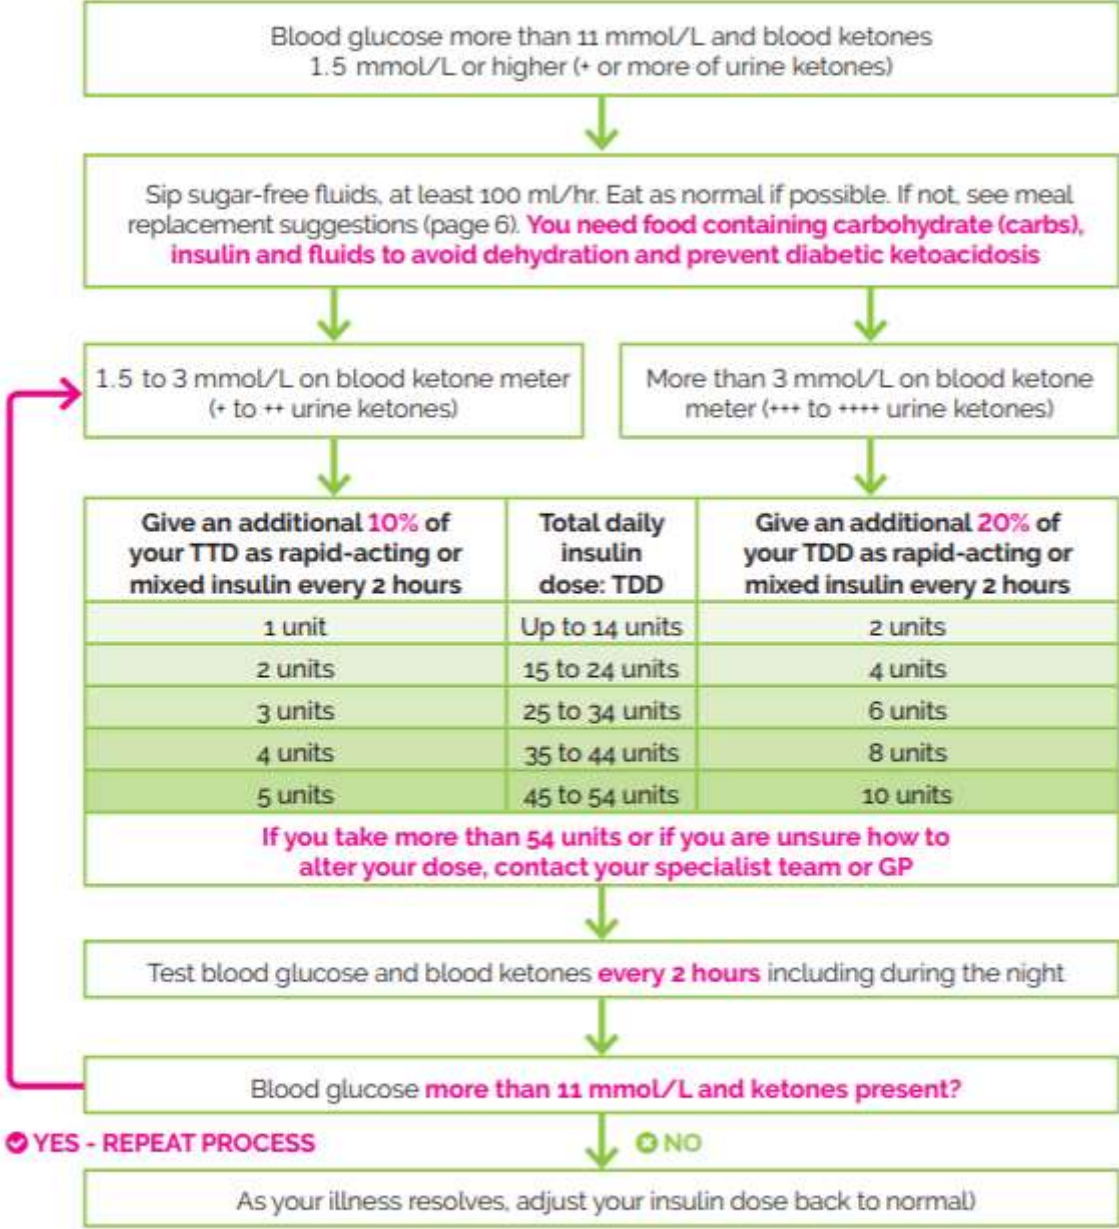 Blood glucose more than 11 mmol/L and blood ketones
1.5 mmol/L or higher (+ or more of urine ketones)
Sip sugar-free fluids, at least 100 ml/hr. Eat as normal if possible. If not, see meal
replacement suggestions (page 6). You need food containing carbohydrate (carbs),
insulin and fluids to avoid dehydration and prevent diabetic ketoacidosis
1.5 to 3 mmol/L on blood ketone meter
(+ to ++ urine ketones)
More than 3 mmol/L on blood ketone
meter (+++ to ++++ urine ketones)
Give an additional 10% of
your TTD as rapid-acting or
mixed insulin every 2 hours
Total daily
insulin
dose: TDD
Give an additional 20% of
your TDD as rapid-acting or
mixed insulin every 2 hours
1 unit Up to 14 units 2 units
2 units 15 to 24 units 4 units
3 units 25 to 34 units 6 units
4 units 35 to 44 units 8 units
5 units 45 to 54 units 10 units
If you take more than 54 units or if you are unsure how to
alter your dose, contact your specialist team or GP
Test blood glucose and blood ketones every 2 hours including during the night
Blood glucose more than 11 mmol/L and ketones present?
YES - REPEAT PROCESS
NO
As your illness resolves, adjust your insulin dose back to normal)